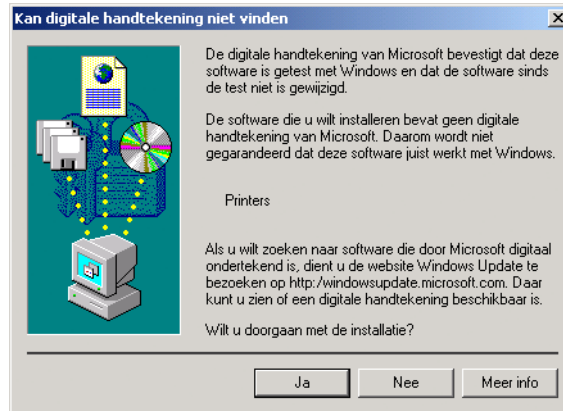 Kan digitale handtekening niet vinden
De digitale handtekening van Microsoft bevestigt dat deze
software is getest met Windows en dat de software sinds
de test niet is gewijzigd.
De software die u wilt installeren bevat geen digitale
handtekening van Microsoft. Daarom wordt niet
gegarandeerd dat deze software juist werkt met Windows.
Printers
Als u wilt zoeken naar software die door Microsoft digitaal
ondertekend is, dient u de website Windows Update te
bezoeken op http:/windowsupdate.microsoft.com. Daar
kunt u zien of een digitale handtekening beschikbaar is.
Wilt u doorgaan met de installatie?
Ja
Nee
Meer info